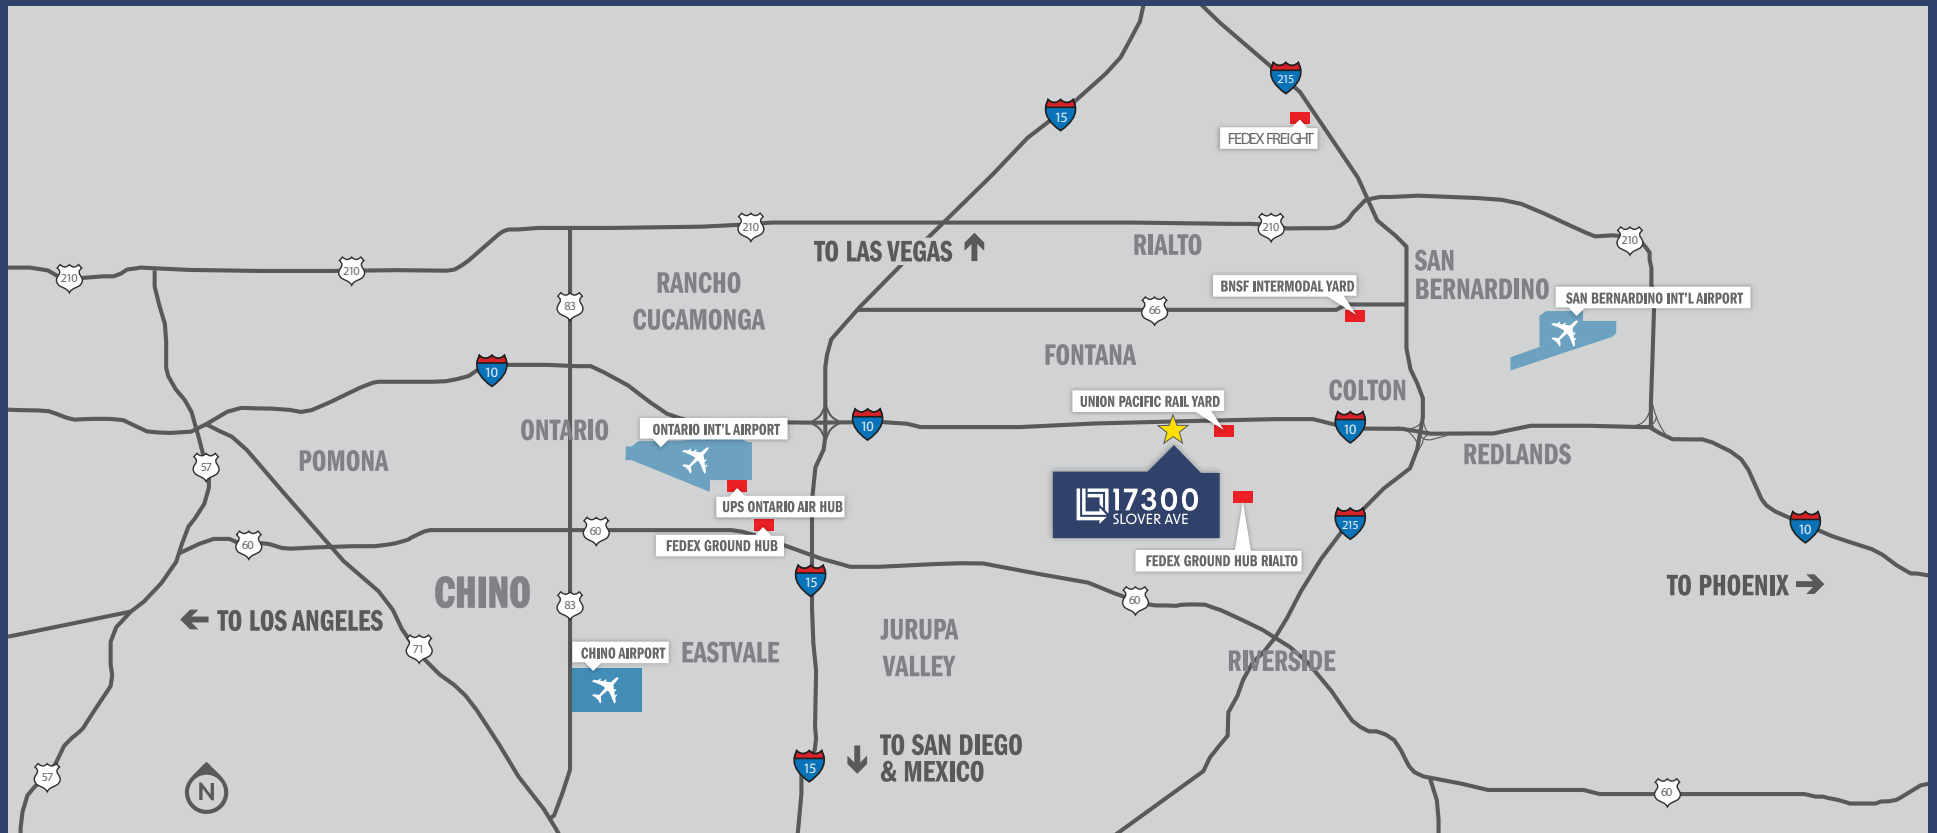 215
15
FEDEX FREIGHT
210
210
210
210
210
TO LAS VEGAS
RIALTO
SAN
BERNARDINO
RANCHO
CUCAMONGA
83
66
BNSF INTERMODAL YARD
SAN BERNARDINO INT'L AIRPORT
FONTANA
10
COLTON
UNION PACIFIC RAIL YARD
ONTARIO
ONTARIO INT'L AIRPORT
10
10
REDLANDS
POMONA
57
UPS ONTARIO AIR HUB
17300
SLOVER AVE
215
10
60
60
FEDEX GROUND HUB
FEDEX GROUND HUB RIALTO
15
TO PHOENIX
CHINO
83
60
TO LOS ANGELES
71
CHINO AIRPORT
EASTVALE
JURUPA
VALLEY
RIVERSIDE
TO SAN DIEGO
& MEXICO
15
57
N
60